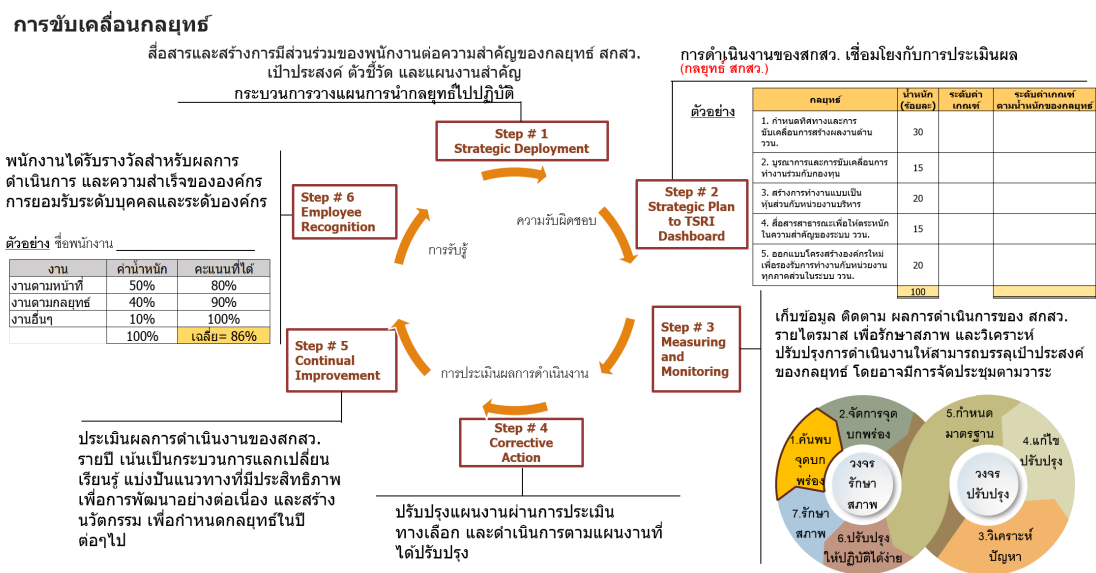 การขับเคลื่อนกลยุทธ์
สื่อสารและสร้างการมีส่วนร่วมของพนักงานต่อความสำคัญของกลยุทธ์ สกสว.
เป้าประสงค์ ตัวชี้วัด และแผนงานสำคัญ
กระบวนการวางแผนการนำกลยุทธ์ไปปฏิบัติ
Step # 1
Strategic Deployment
การดำเนินงานของสกสว. เชื่อมโยงกับการประเมินผล
(กลยุทธ์ สกสว.)
ตัวอย่าง
กลยุทธ์ น้ำหนัก (ร้อยละ) ระดับค่าเกณฑ์ ระดับค่าเกณฑ์ตามน้ำหนักของกลยุทธ์
1. กำหนดทิศทางและการ
ขับเคลื่อนการสร้างผลงานด้าน 30
ววน.
2. บูรณาการและการขับเคลื่อนการ
ทำงานร่วมกับกองทุน 15
3. สร้างการทำงานแบบเป็น
หุ้นส่วนกับหน่วยงานบริหาร 20
4. สื่อสารสาธารณะเพื่อให้ตระหนัก
ในความสำคัญของระบบ ววน. 15
5. ออกแบบโครงสร้างองค์กรใหม่
เพื่อรองรับการทำงานกับหน่วยงาน 20
ทุกภาคส่วนในระบบ ววน.
100
Step # 2
Strategic Plan
to TSRI
Dashboard
ความรับผิดชอบ
พนักงานได้รับรางวัลสำหรับผลการ
ดำเนินการ และความสำเร็จขององค์กร
การยอมรับระดับบุคคลและระดับองค์กร
Step # 6
Employee
Recognition
การรับรู้
ตัวอย่าง ชื่อพนักงาน
งาน ค่าน้ำหนัก คะแนนที่ได้
งานตามหน้าที่ 50% 80%
งานตามกลยุทธ์ 40% 90%
งานอื่นๆ 10% 100%
100% เฉลี่ย= 86%
Step # 3
Measuring
and
Monitoring
เก็บข้อมูล ติดตาม ผลการดำเนินการของ สกสว.
รายไตรมาส เพื่อรักษาสภาพ และวิเคราะห์
ปรับปรุงการดำเนินงานให้สามารถบรรลุเป้าประสงค์
ของกลยุทธ์ โดยอาจมีการจัดประชุมตามวาระ
Step # 5
Continual
Improvement
การประเมินผลการดำเนินงาน
Step # 4
Corrective
Action
ประเมินผลการดำเนินงานของสกสว.
รายปี เน้นเป็นกระบวนการแลกเปลี่ยน
เรียนรู้ แบ่งปันแนวทางที่มีประสิทธิภาพ
เพื่อการพัฒนาอย่างต่อเนื่อง และสร้าง
นวัตกรรม เพื่อกำหนดกลยุทธ์ในปี
ต่อๆไป
ปรับปรุงแผนงานผ่านการประเมิน
ทางเลือก และดำเนินการตามแผนงานที่
ได้ปรับปรุง
1.ค้นพบ
จุดบก
พร่อง
2.จัดการจุด
บกพร่อง
วงจร
รักษา
สภาพ
7.รักษา
สภาพ
6.ปรับปรุง
ให้ปฏิบัติได้ง่าย
5.กำหนด
มาตรฐาน
4.แก้ไข
ปรับปรุง
วงจร
ปรับปรุง
3.วิเคราะห์
ปัญหา